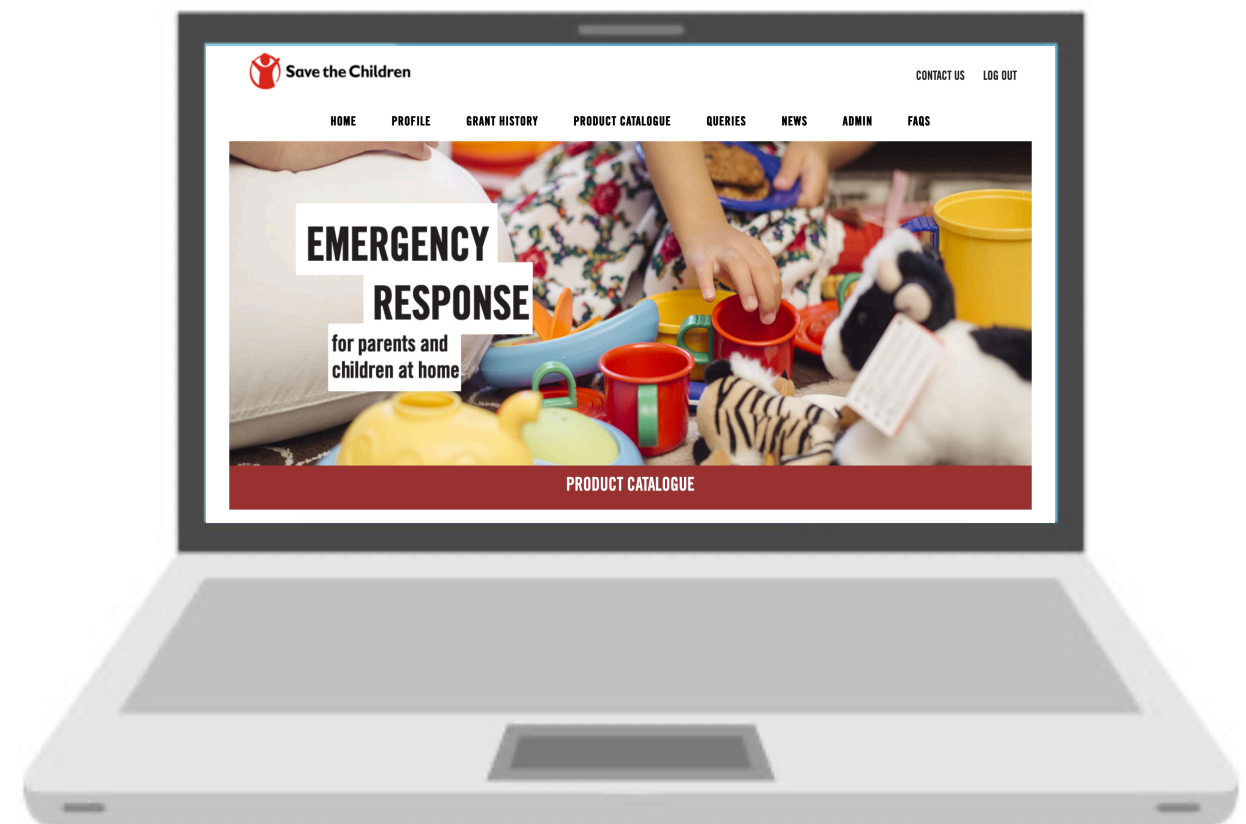 Save the Children
CONTACT US LOG OUT
HOME PROFILE GRANT HISTORY PRODUCT CATALOGUE QUERIES NEWS ADMIN FAQS
EMERGENCY
RESPONSE
for parents and
children at home
PRODUCT CATALOGUE